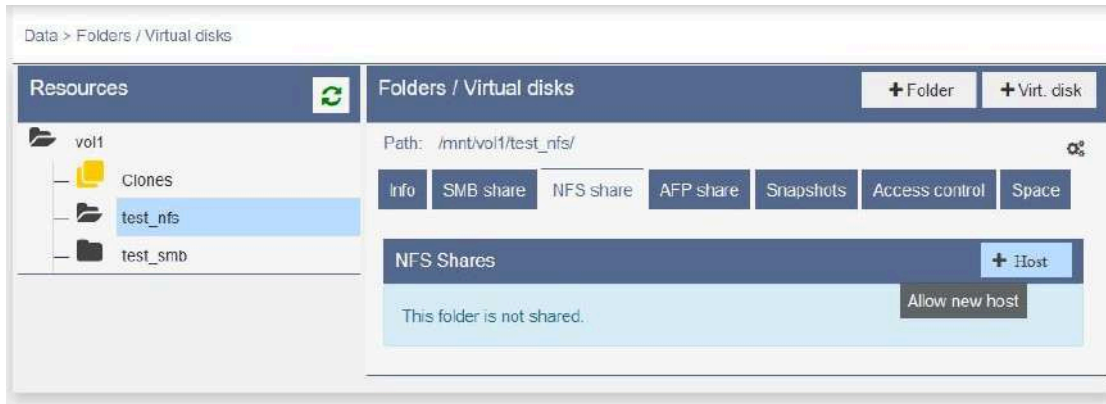 Data > Folders / Virtual disks
Resources
vol1
Clones
test_nfs
test_smb
Folders / Virtual disks
+ Folder
+ Virt. disk
Path: /mnt/vol1/test_nfs/
Info SMB share NFS share AFP share Snapshots Access control Space
NFS Shares
+ Host
Allow new host
This folder is not shared.